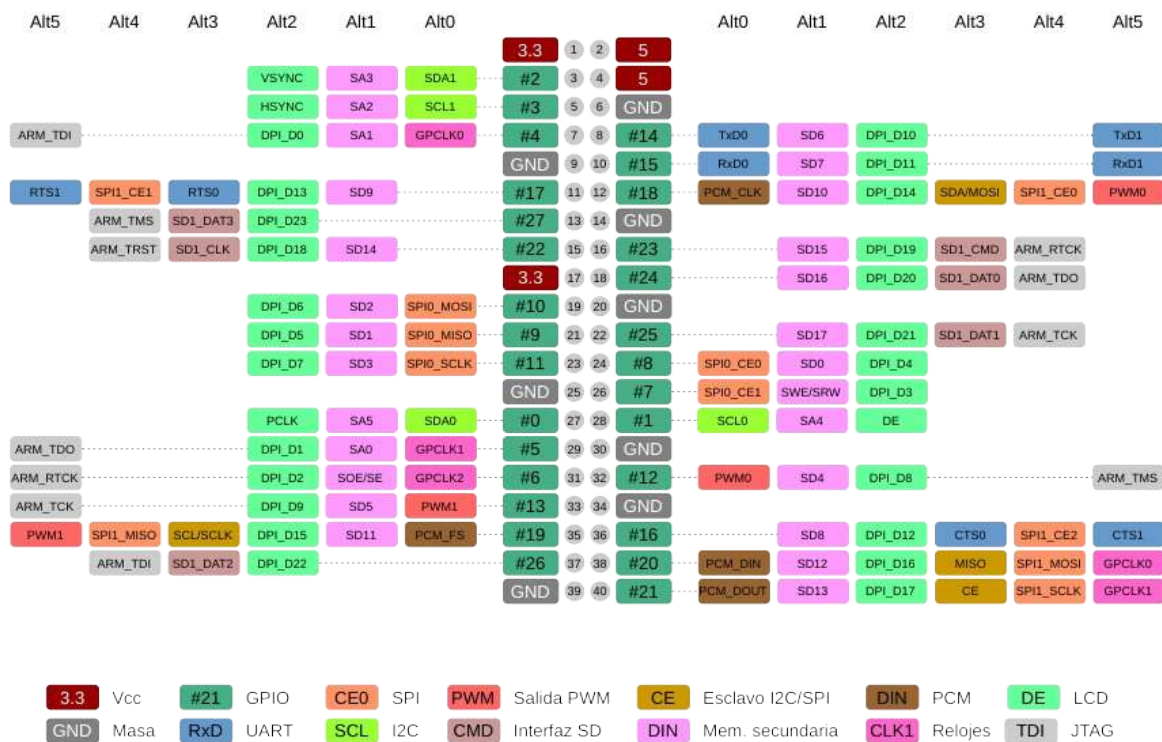 Alt5 Alt4 Alt3 Alt2 Alt1 Alt0 Alt0 Alt1 Alt2 Alt3 Alt4 Alt5
3.3 1 2 5
VSYNC SA3 SDA1 #2 3 4 5
HSYNC SA2 SCL1 #3 5 6 GND
ARM_TDI DPI_D0 SA1 GPCLK0 #4 7 8 #14 TxD0 SD6 DPI_D10 TxD1
GND 9 10 #15 RxD0 SD7 DPI_D11 RxD1
RTS1 SPI1_CE1 RTS0 DPI_D13 SD9 #17 11 12 #18 PCM_CLK SD10 DPI_D14 SDA/MOSI SPI1_CE0 PWM0
ARM_TMS SD1_DAT3 DPI_D23 #27 13 14 GND
ARM_TRST SD1_CLK DPI_D18 SD14 #22 15 16 #23 SD15 DPI_D19 SD1_CMD ARM_RTCK
3.3 17 18 #24 SD16 DPI_D20 SD1_DAT0 ARM_TDO
DPI_D6 SD2 SPI0_MOSI #10 19 20 GND
DPI_D5 SD1 SPI0_MISO #9 21 22 #25 SD17 DPI_D21 SD1_DAT1 ARM_TCK
DPI_D7 SD3 SPI0_SCLK #11 23 24 #8 SPI0_CE0 SD0 DPI_D4
GND 25 26 #7 SPI0_CE1 SWE/SRW DPI_D3
PCLK SA5 SDA0 #0 27 28 #1 SCL0 SA4 DE
ARM_TDO DPI_D1 SA0 GPCLK1 #5 29 30 GND
ARM_RTCK DPI_D2 SOE/SE GPCLK2 #6 31 32 #12 PWM0 SD4 DPI_D8 ARM_TMS
ARM_TCK DPI_D9 SD5 PWM1 #13 33 34 GND
PWM1 SPI1_MISO SCL/SCLK DPI_D15 SD11 PCM_FS #19 35 36 #16 SD8 DPI_D12 CTS0 SPI1_CE2 CTS1
ARM_TDI SD1_DAT2 DPI_D22 #26 37 38 #20 PCM_DIN SD12 DPI_D16 MISO SPI1_MOSI GPCLK0
GND 39 40 #21 PCM_DOUT SD13 DPI_D17 CE SPI1_SCLK GPCLK1
3.3 Vcc #21 GPIO CE0 SPI PWM Salida PWM CE Esclavo I2C/SPI DIN PCM DE LCD
GND Masa RxD UART SCL I2C CMD Interfaz SD DIN Mem. secundaria CLK1 Relojes TDI JTAG